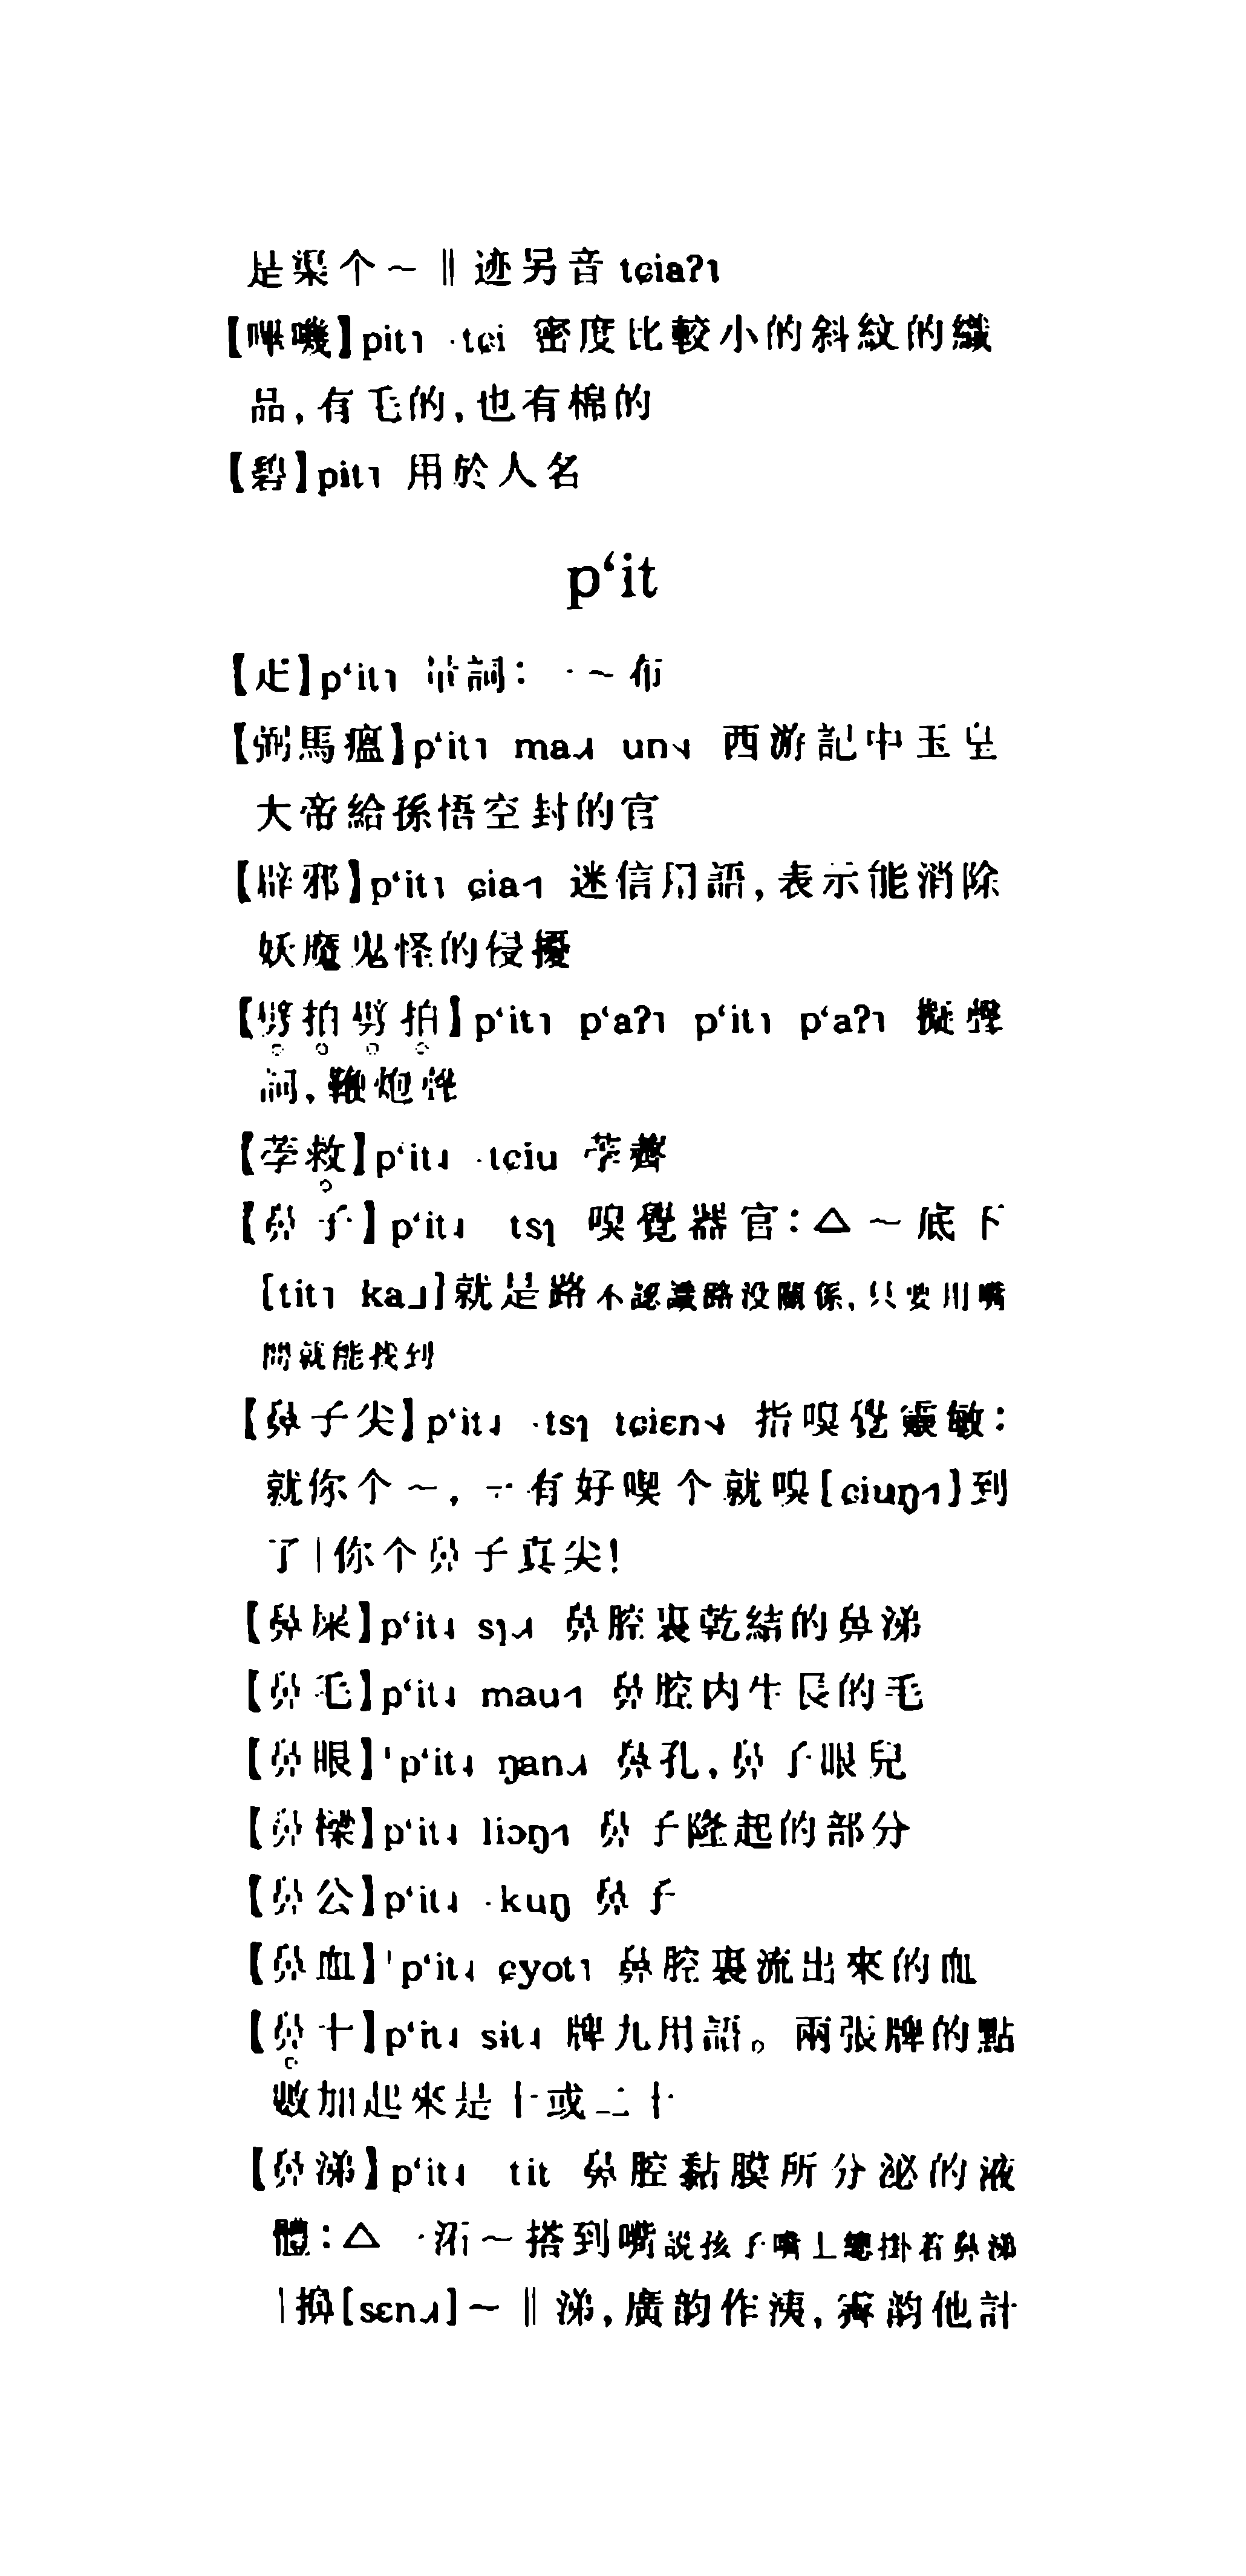 是渠个～‖迹另音 tɕiaʔ˥
【嗶嘰】pit˥ ·tɕi 密度比較小的斜紋的織
品,有毛的,也有棉的
【碧】pit˥ 用於人名
p‘it
【疋】p‘it˥ 量詞：一～布
【弼馬瘟】p‘it˥ ma˨˩˧ un˦˨ 西游記中玉皇
大帝給孫悟空封的官
【辟邪】p‘it˥ ɕia˧˥ 迷信用語,表示能消除
妖魔鬼怪的侵擾
【劈拍劈拍】p‘it˥ p‘aʔ˥ p‘it˥ p‘aʔ˥ 擬聲
詞,鞭炮聲
【荸救】p‘it˨ ·tɕiu 荸薺
【鼻子】p‘it˨ tsɿ 嗅覺器官：△～底下
[tit˥ ka˩]就是路不認識路没關係,只要用嘴
問就能找到
【鼻子尖】p‘it˨ ·tsɿ tɕiɛn˦˨ 指嗅覺靈敏：
就你个～,一有好喫个就嗅[ɕiuŋ˧˥]到
了|你个鼻子真尖!
【鼻屎】p‘it˨ sɿ˨˩˧ 鼻腔裏乾結的鼻涕
【鼻毛】p‘it˨ mau˧˥ 鼻腔内生長的毛
【鼻眼】ˈp‘it˨ ŋan˨˩˧ 鼻孔,鼻子眼兒
【鼻樑】p‘it˨ liɔŋ˧˥ 鼻子隆起的部分
【鼻公】p‘it˨ ·kuŋ 鼻子
【鼻血】ˈp‘it˨ ɕyot˥ 鼻腔裏流出來的血
【鼻十】p‘it˨ sit˨ 牌九用語。兩張牌的點
數加起來是十或二十
【鼻涕】p‘it˨ tit 鼻腔黏膜所分泌的液
體：△一㴑～搭到嘴說孩子嘴上總掛着鼻涕
|擤[sɛn˨˩˧]～‖涕,廣韵作洟,霽韵他計